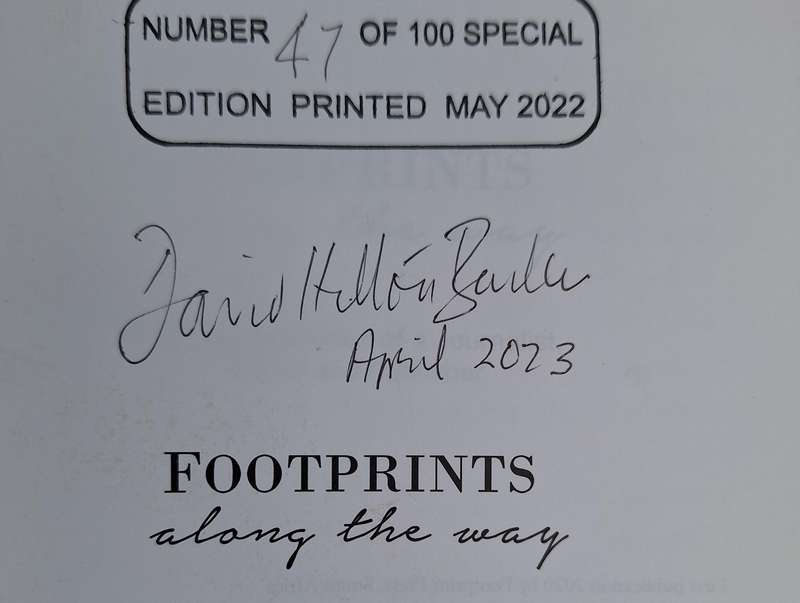 NUMBER 47 OF 100 SPECIAL
EDITION PRINTED MAY 2022
David Hilton Barber
April 2023
FOOTPRINTS
along the way